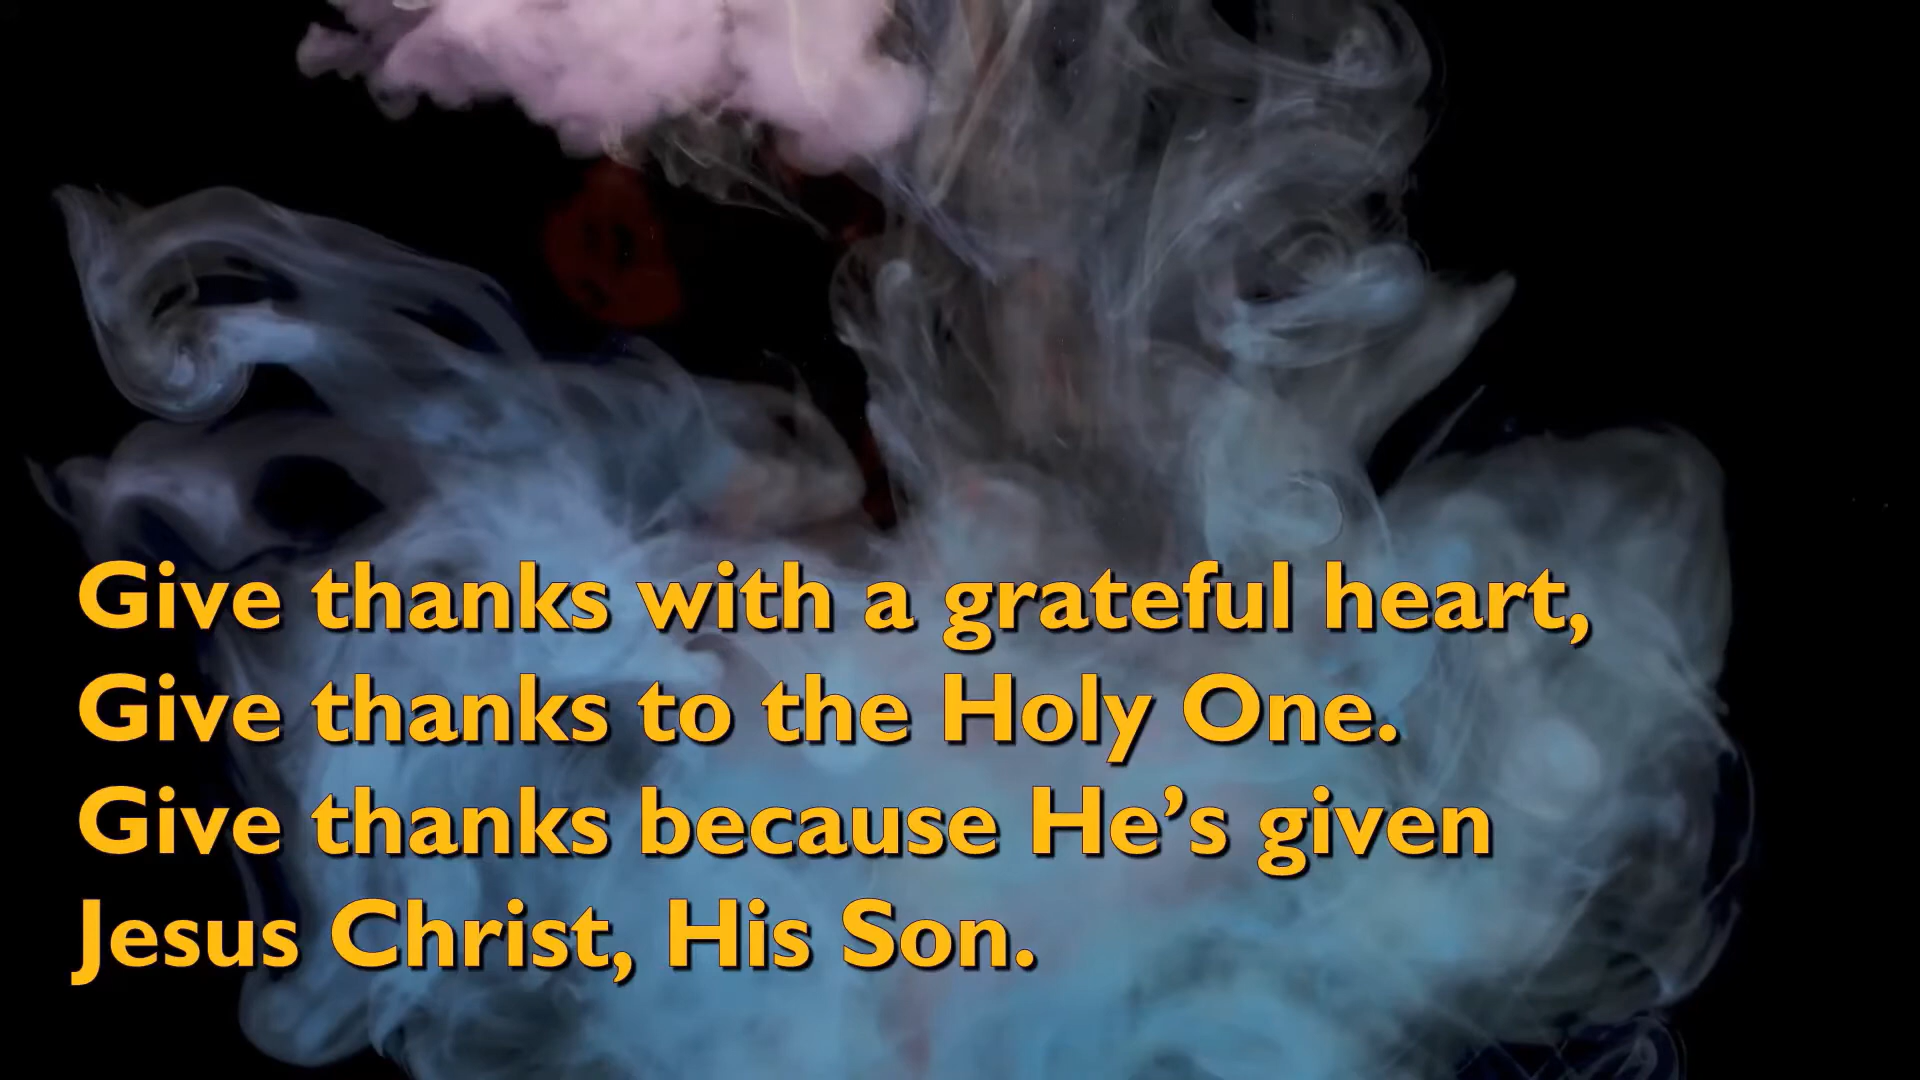 Give thanks with a grateful heart,
Give thanks to the Holy One.
Give thanks because He’s given
Jesus Christ, His Son.